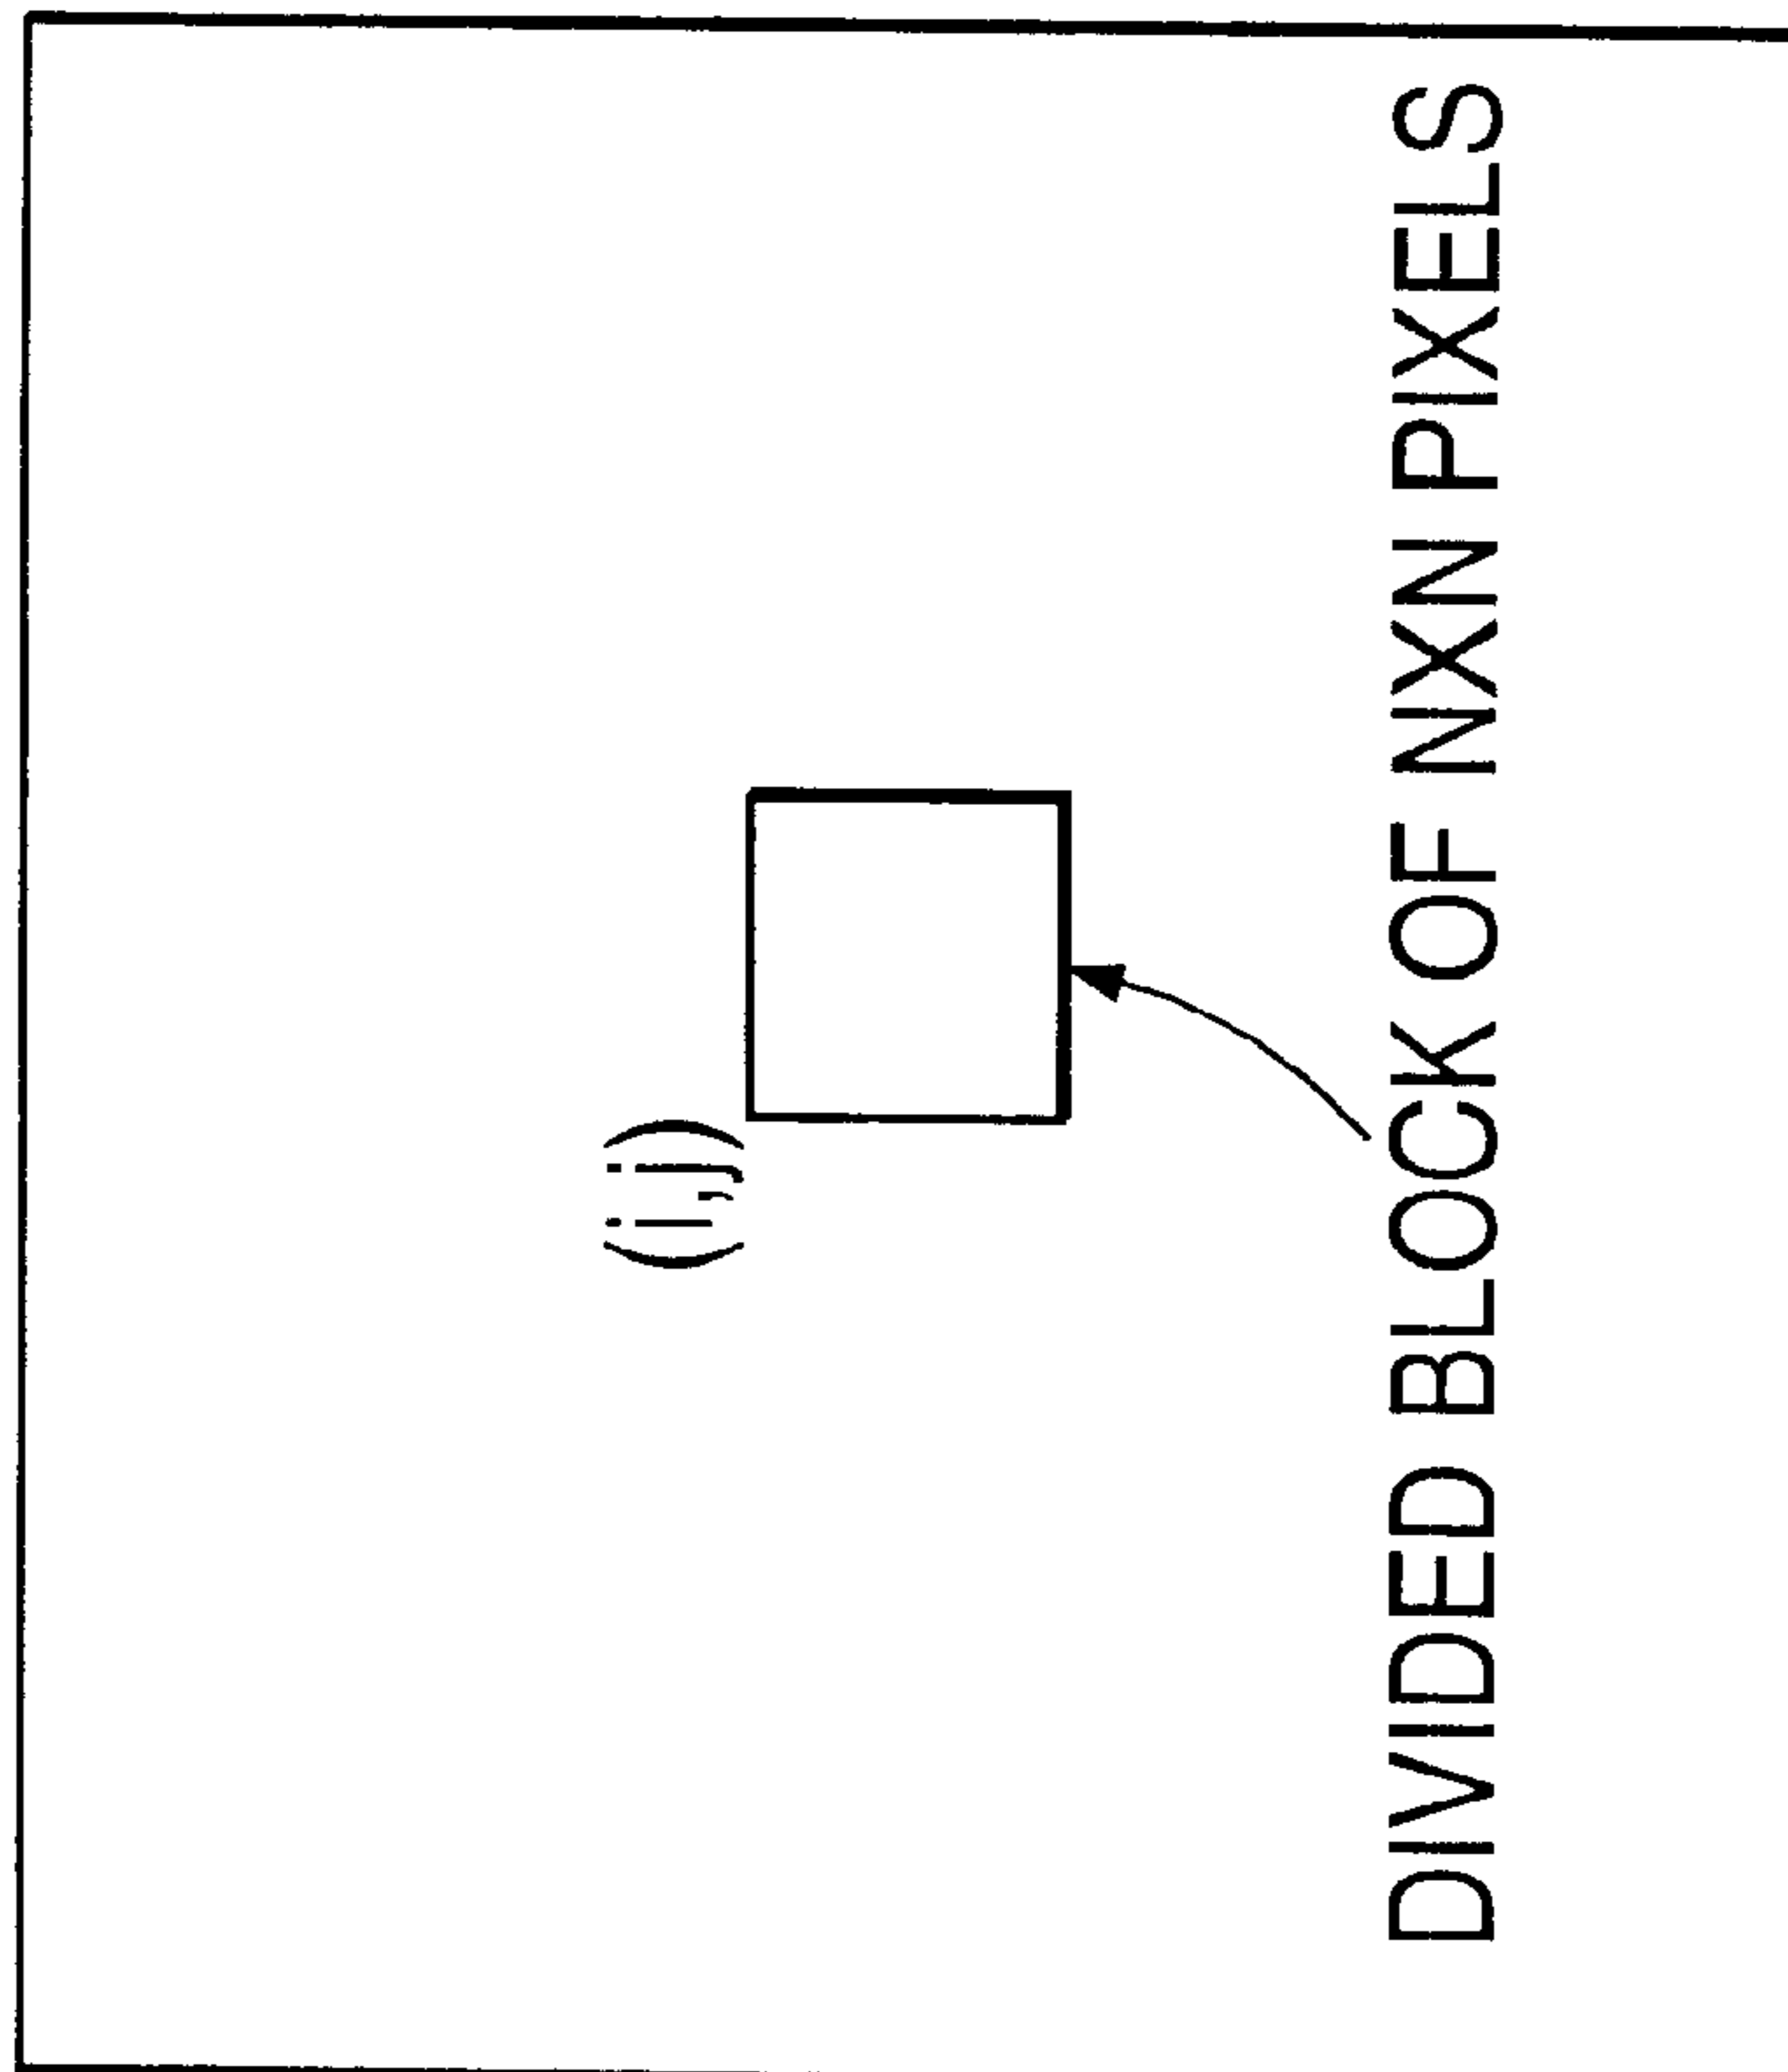 (i,j)
DIVIDED BLOCK OF NXN PIXELS